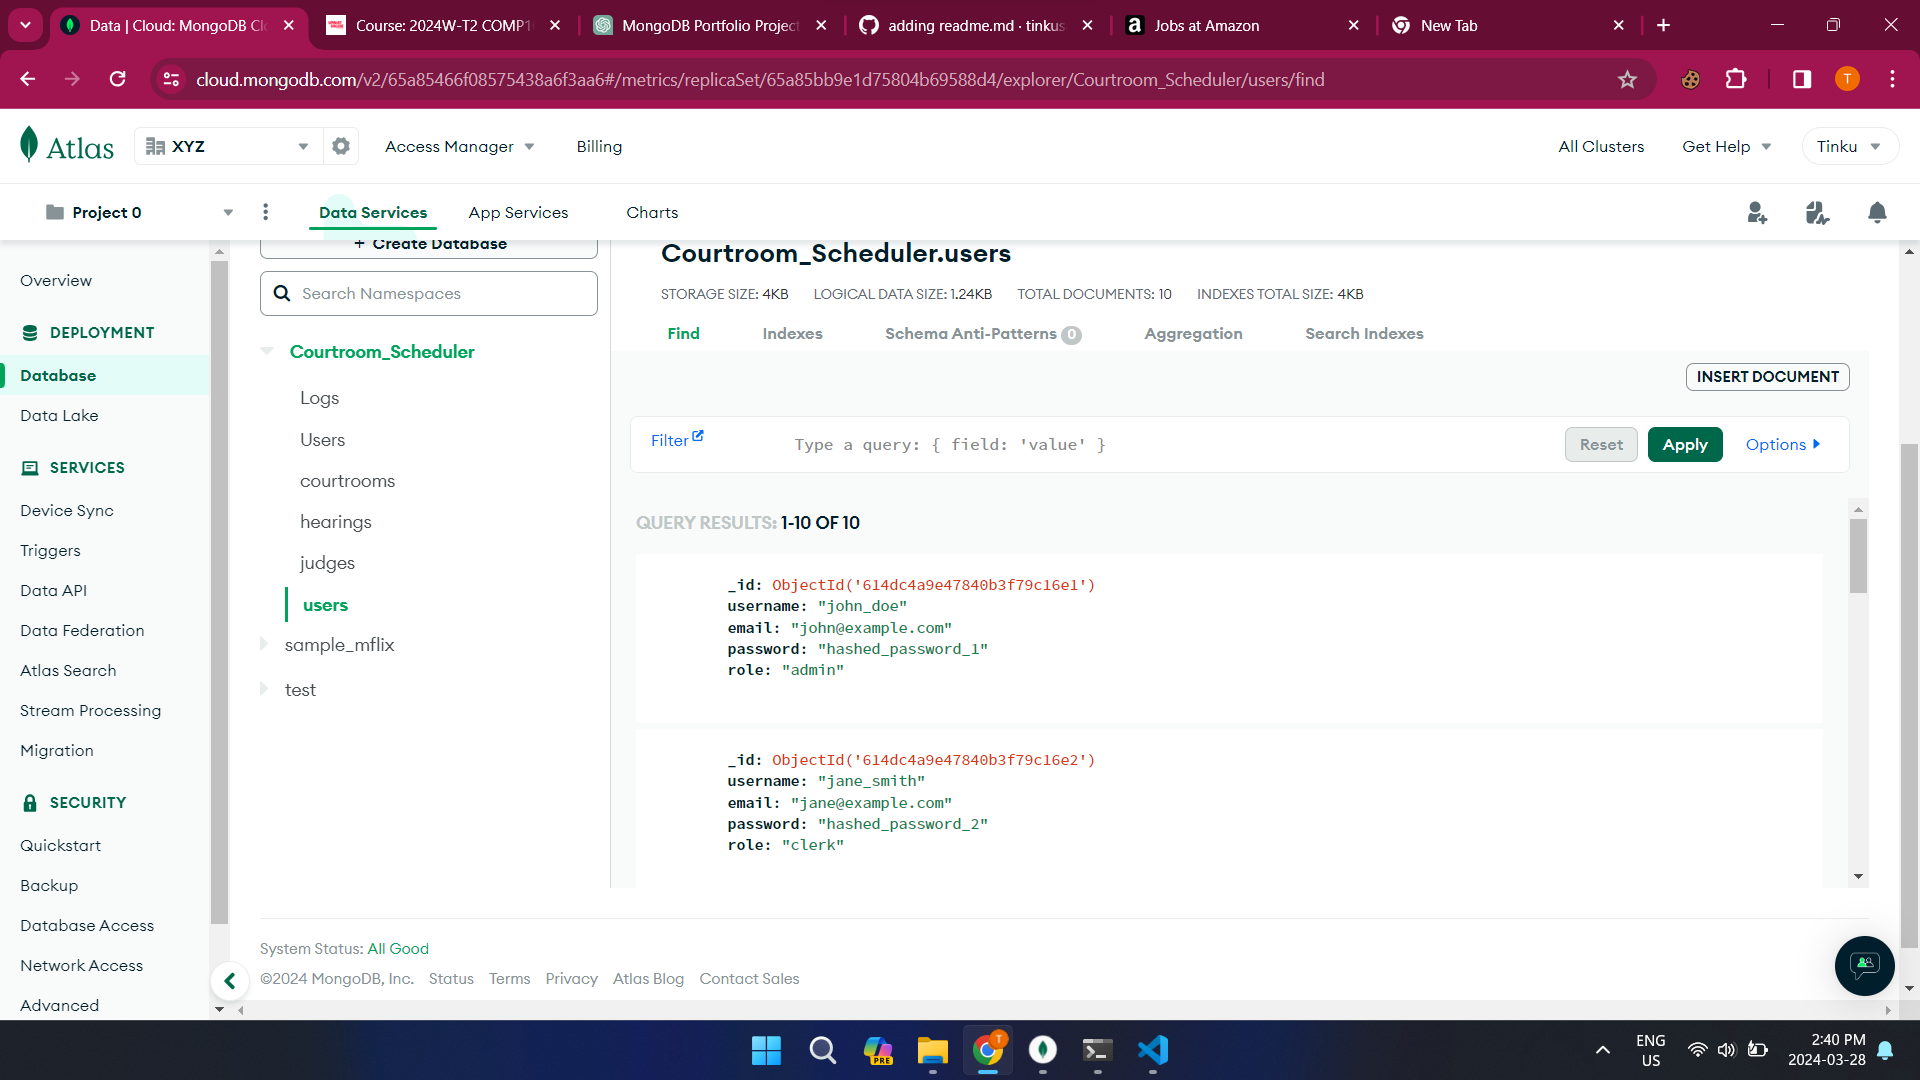 Data | Cloud: MongoDB Cl
Course: 2024W-T2 COMP1
MongoDB Portfolio Project
adding readme.md · tinkus
Jobs at Amazon
New Tab
cloud.mongodb.com/v2/65a85466f08575438a6f3aa6#/metrics/replicaSet/65a85bb9e1d75804b69588d4/explorer/Courtroom_Scheduler/users/find
T
Atlas
XYZ
Access Manager
Billing
All Clusters
Get Help
Tinku
Project 0
Data Services
App Services
Charts
Overview
DEPLOYMENT
Database
Data Lake
SERVICES
Device Sync
Triggers
Data API
Data Federation
Atlas Search
Stream Processing
Migration
SECURITY
Quickstart
Backup
Database Access
Network Access
Advanced
+ Create Database
Search Namespaces
Courtroom_Scheduler
Logs
Users
courtrooms
hearings
judges
users
sample_mflix
test
Courtroom_Scheduler.users
STORAGE SIZE: 4KB LOGICAL DATA SIZE: 1.24KB TOTAL DOCUMENTS: 10 INDEXES TOTAL SIZE: 4KB
Find
Indexes
Schema Anti-Patterns 0
Aggregation
Search Indexes
INSERT DOCUMENT
Filter
Type a query: { field: 'value' }
Reset
Apply
Options
QUERY RESULTS: 1-10 OF 10
_id: ObjectId('614dc4a9e47840b3f79c16e1')
username: "john_doe"
email: "john@example.com"
password: "hashed_password_1"
role: "admin"
_id: ObjectId('614dc4a9e47840b3f79c16e2')
username: "jane_smith"
email: "jane@example.com"
password: "hashed_password_2"
role: "clerk"
System Status: All Good
©2024 MongoDB, Inc. Status Terms Privacy Atlas Blog Contact Sales
PRE
T
ENG
US
2:40 PM
2024-03-28